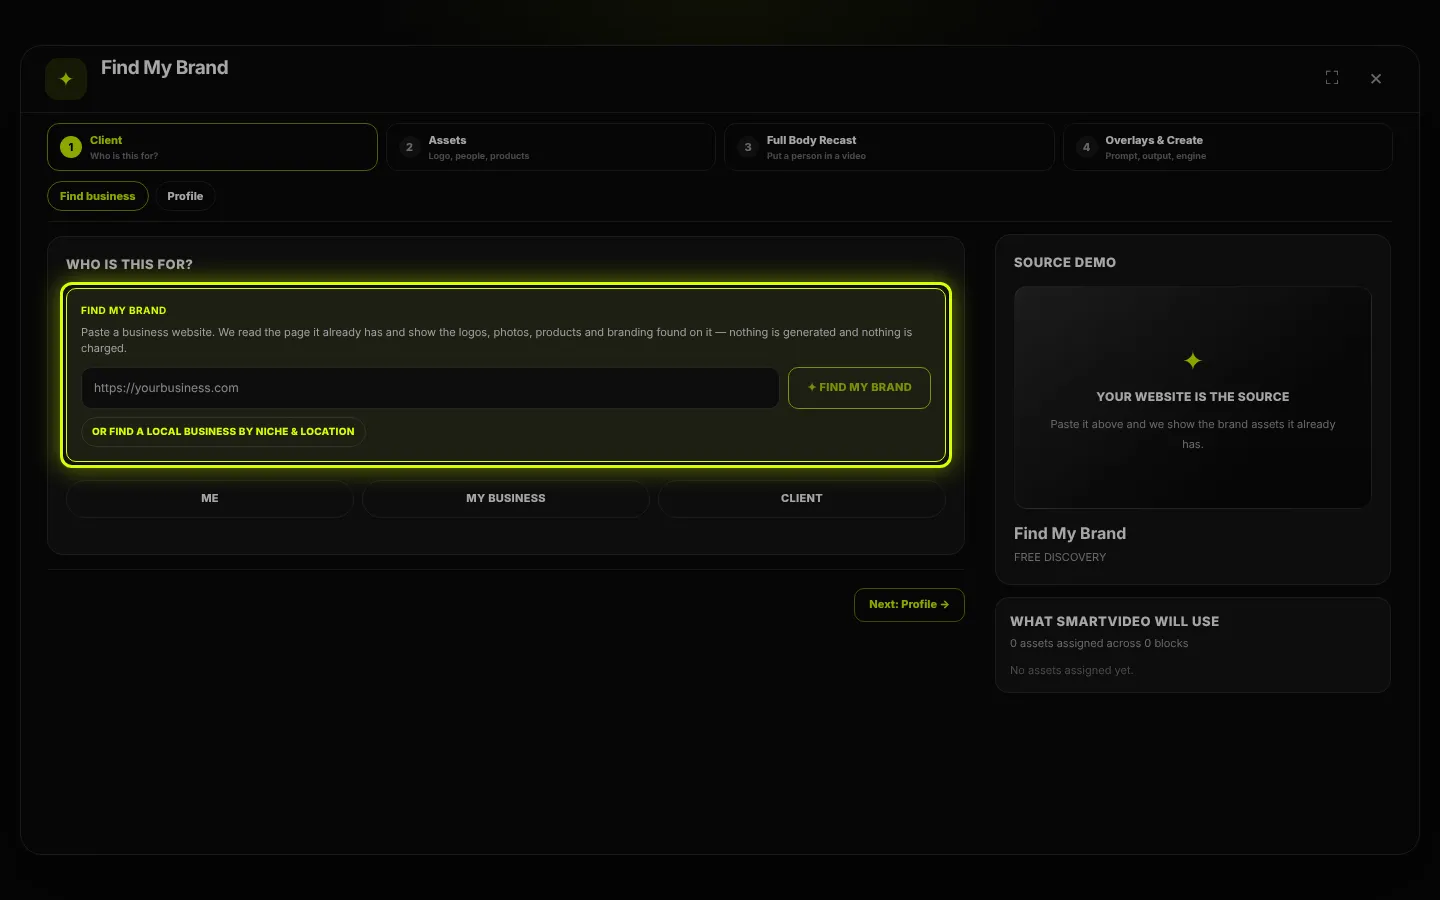 Find My Brand
1
Client
Who is this for?
2
Assets
Logo, people, products
3
Full Body Recast
Put a person in a video
4
Overlays & Create
Prompt, output, engine
Find business
Profile
WHO IS THIS FOR?
FIND MY BRAND
Paste a business website. We read the page it already has and show the logos, photos, products and branding found on it — nothing is generated and nothing is
charged.
https://yourbusiness.com
✦ FIND MY BRAND
OR FIND A LOCAL BUSINESS BY NICHE & LOCATION
ME
MY BUSINESS
CLIENT
Next: Profile →
SOURCE DEMO
YOUR WEBSITE IS THE SOURCE
Paste it above and we show the brand assets it already
has.
Find My Brand
FREE DISCOVERY
WHAT SMARTVIDEO WILL USE
0 assets assigned across 0 blocks
No assets assigned yet.